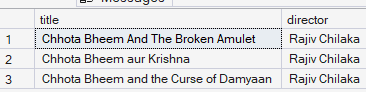 Messages
title director
1 Chhota Bheem And The Broken Amulet Rajiv Chilaka
2 Chhota Bheem aur Krishna Rajiv Chilaka
3 Chhota Bheem and the Curse of Damyaan Rajiv Chilaka